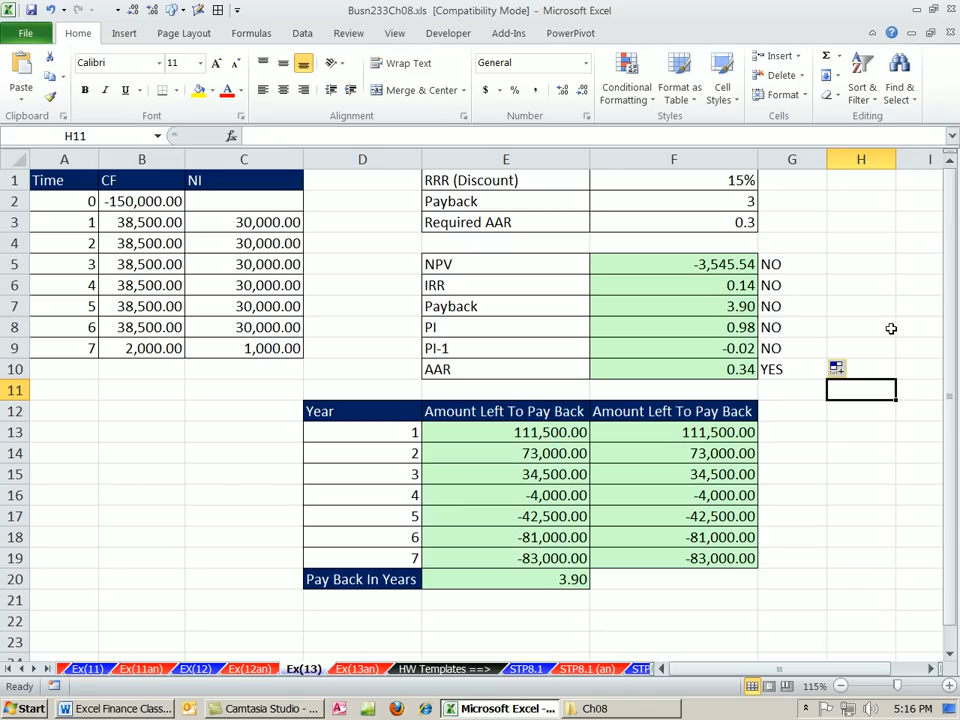 Busn233Ch08.xls [Compatibility Mode] - Microsoft Excel
File Home Insert Page Layout Formulas Data Review View Developer Add-Ins PowerPivot
Paste
Calibri 11 A A Wrap Text General Insert Σ
B I U A Merge & Center $ % , Conditional Formatting Format as Table Cell Styles Delete Format Sort & Filter Find & Select
Clipboard Font Alignment Number Styles Cells Editing
H11 fx
A B C D E F G H I
1 Time CF NI RRR (Discount) 15%
2 0 -150,000.00 Payback 3
3 1 38,500.00 30,000.00 Required AAR 0.3
4 2 38,500.00 30,000.00
5 3 38,500.00 30,000.00 NPV -3,545.54 NO
6 4 38,500.00 30,000.00 IRR 0.14 NO
7 5 38,500.00 30,000.00 Payback 3.90 NO
8 6 38,500.00 30,000.00 PI 0.98 NO
9 7 2,000.00 1,000.00 PI-1 -0.02 NO
10 AAR 0.34 YES
11
12 Year Amount Left To Pay Back Amount Left To Pay Back
13 1 111,500.00 111,500.00
14 2 73,000.00 73,000.00
15 3 34,500.00 34,500.00
16 4 -4,000.00 -4,000.00
17 5 -42,500.00 -42,500.00
18 6 -81,000.00 -81,000.00
19 7 -83,000.00 -83,000.00
20 Pay Back In Years 3.90
21
22
23
Ex(11) Ex(11an) Ex(12) Ex(12an) Ex(13) Ex(13an) HW Templates ==> STP8.1 STP8.1 (an)
Ready 115%
Start Excel Finance Class... Camtasia Studio - ... Microsoft Excel -... Ch08 5:16 PM